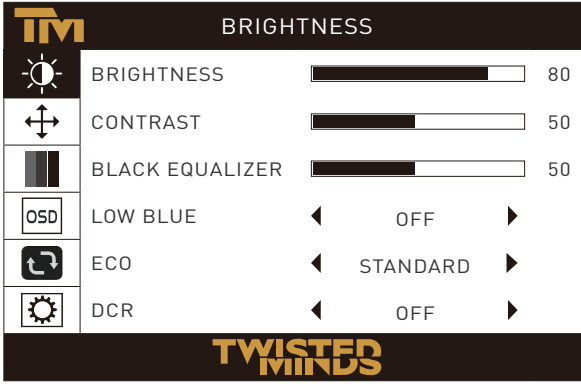 TM
BRIGHTNESS
BRIGHTNESS 80
CONTRAST 50
BLACK EQUALIZER 50
OSD
LOW BLUE OFF
ECO STANDARD
DCR OFF
TWISTED
MINDS